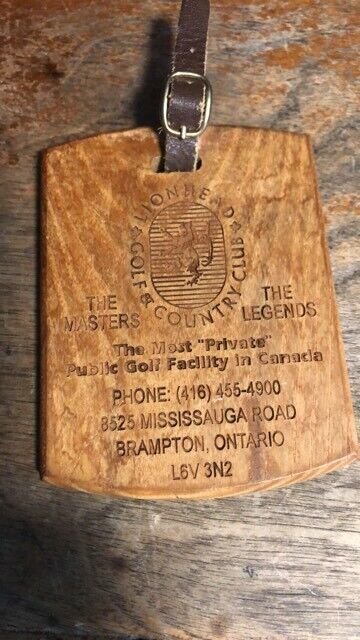 LIONHEAD
GOLF & COUNTRY CLUB
THE
MASTERS
THE
LEGENDS
The Most "Private"
Public Golf Facility in Canada
PHONE: (416) 455-4900
8525 MISSISSAUGA ROAD
BRAMPTON, ONTARIO
L6V 3N2